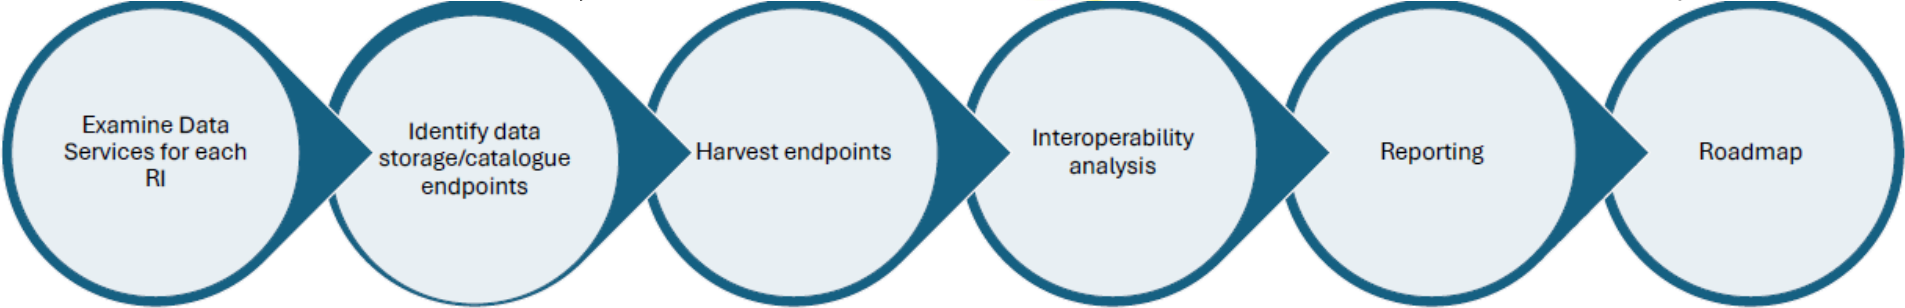 Examine Data
Services for each
RI
Identify data
storage/catalogue
endpoints
Harvest endpoints
Interoperability
analysis
Reporting
Roadmap